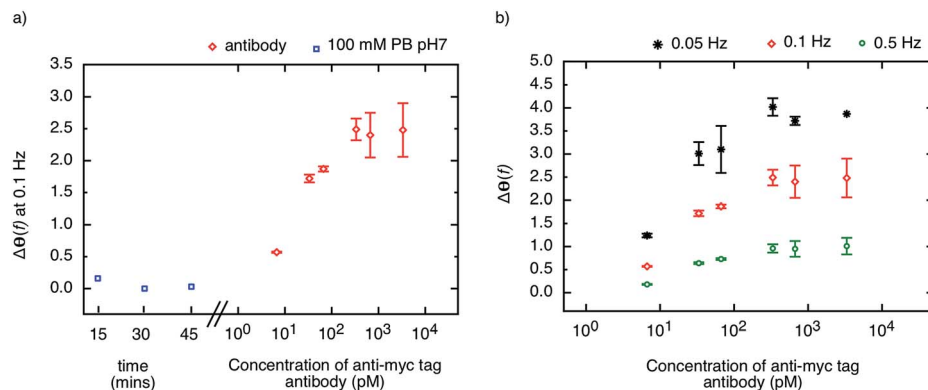 a)
antibody 100 mM PB pH7
Δθ(f) at 0.1 Hz
3.5
3.0
2.5
2.0
1.5
1.0
0.5
0.0
15 30 45 10⁰ 10¹ 10² 10³ 10⁴
time
(mins)
Concentration of anti-myc tag
antibody (pM)
b)
0.05 Hz 0.1 Hz 0.5 Hz
Δθ(f)
5.0
4.5
4.0
3.5
3.0
2.5
2.0
1.5
1.0
0.5
0.0
10⁰ 10¹ 10² 10³ 10⁴
Concentration of anti-myc tag
antibody (pM)